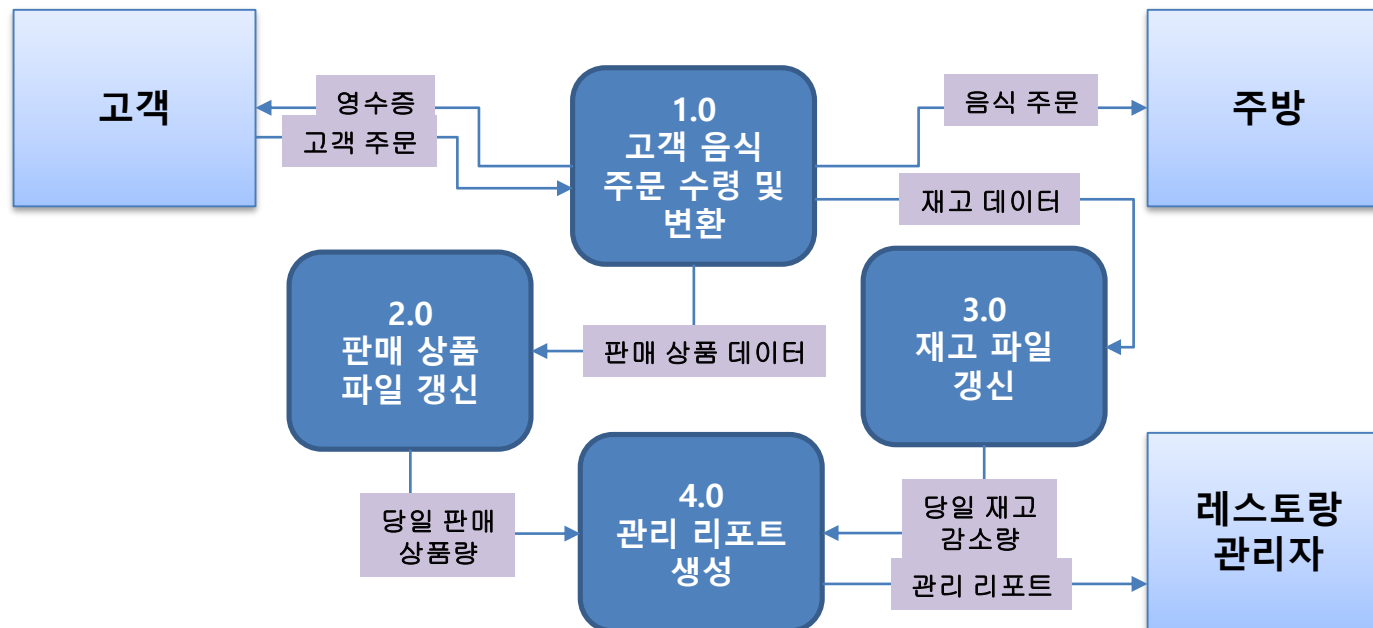 고객
영수증
고객 주문
1.0
고객 음식
주문 수령 및
변환
음식 주문
주방
재고 데이터
2.0
판매 상품
파일 갱신
판매 상품 데이터
3.0
재고 파일
갱신
당일 판매
상품량
4.0
관리 리포트
생성
당일 재고
감소량
관리 리포트
레스토랑
관리자